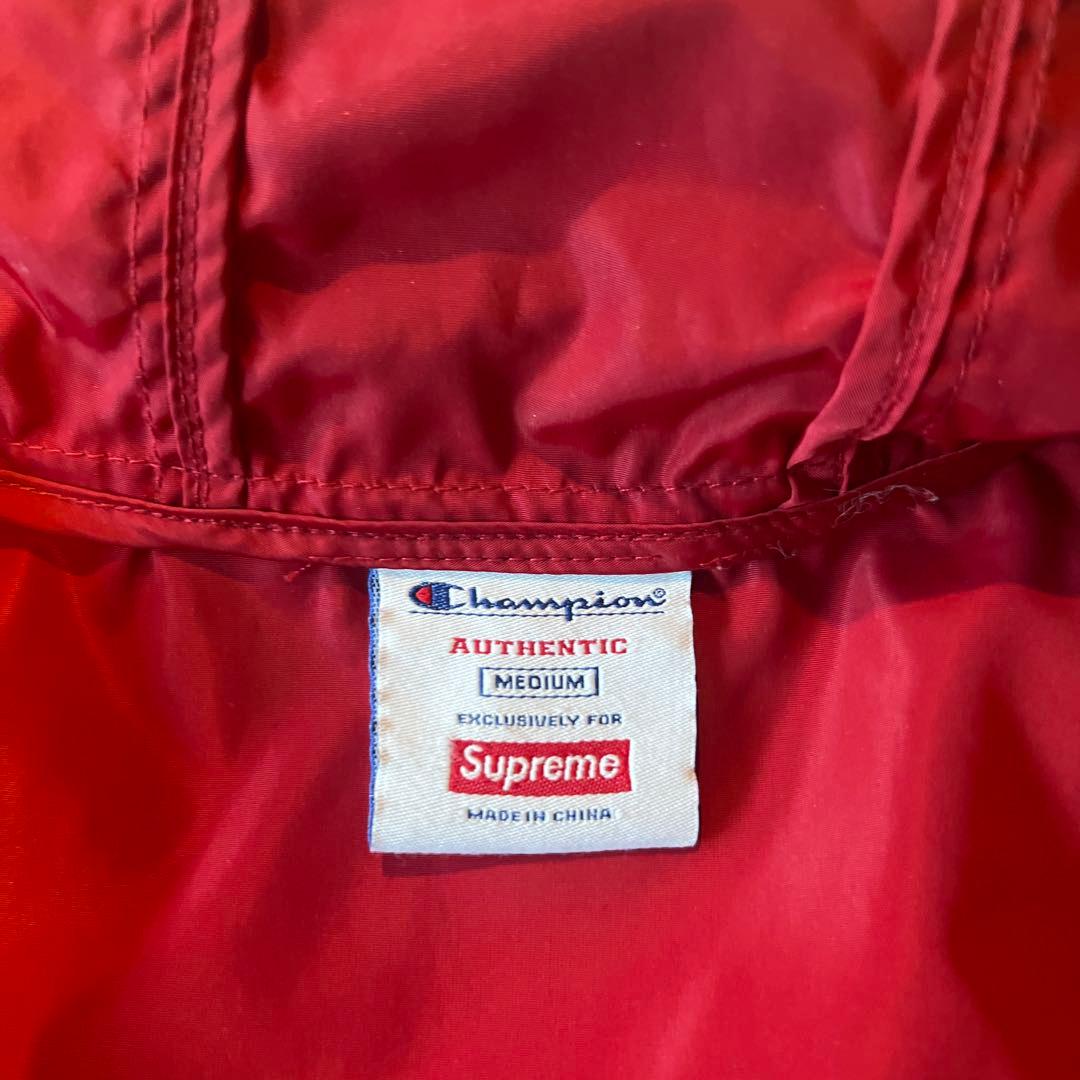 Champion®
AUTHENTIC
MEDIUM
EXCLUSIVELY FOR
Supreme
MADE IN CHINA